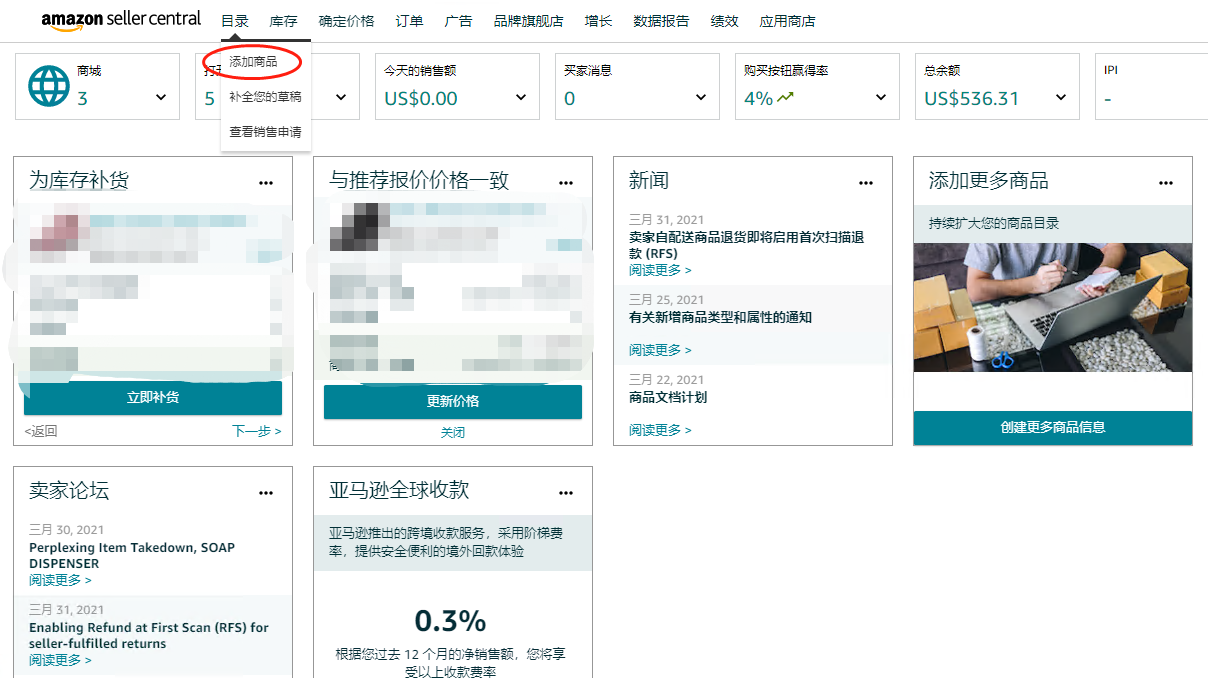 amazon seller central
目录 库存 确定价格 订单 广告 品牌旗舰店 增长 数据报告 绩效 应用商店
添加商品
补全您的草稿
查看销售申请
商城
3
5
今天的销售额
US$0.00
买家消息
0
购买按钮赢得率
4%
总余额
US$536.31
IPI
-
为库存补货
立即补货
<返回 下一步 >
与推荐报价价格一致
更新价格
关闭
新闻
三月 31, 2021
卖家自配送商品退货即将启用首次扫描退
款 (RFS)
阅读更多 >
三月 25, 2021
有关新增商品类型和属性的通知
阅读更多 >
三月 22, 2021
商品文档计划
阅读更多 >
添加更多商品
持续扩大您的商品目录
创建更多商品信息
卖家论坛
三月 30, 2021
Perplexing Item Takedown, SOAP
DISPENSER
阅读更多 >
三月 31, 2021
Enabling Refund at First Scan (RFS) for
seller-fulfilled returns
阅读更多 >
亚马逊全球收款
亚马逊推出的跨境收款服务，采用阶梯费
率，提供安全便利的境外回款体验
0.3%
根据您过去 12 个月的净销售额，您将享
受以上收款费率